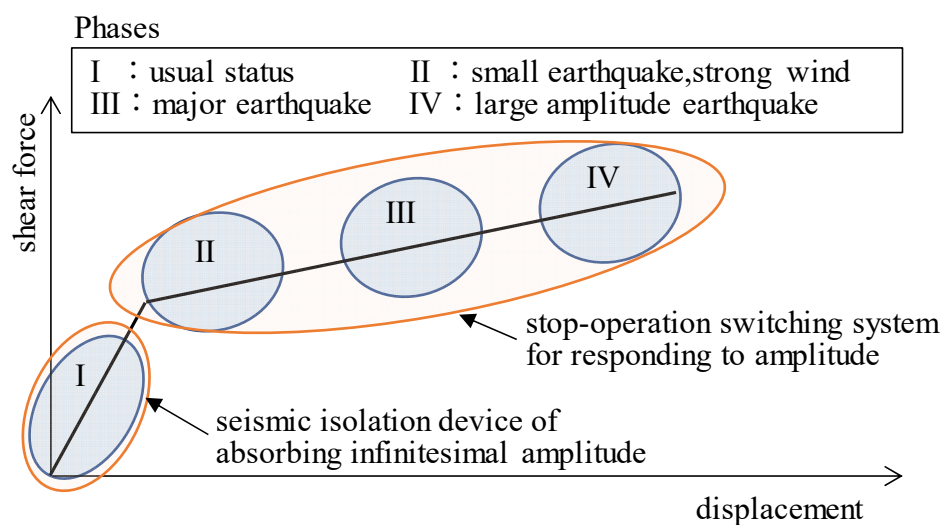 Phases
I ：usual status II ：small earthquake,strong wind
III：major earthquake IV：large amplitude earthquake
shear force
IV
III
II
stop-operation switching system
for responding to amplitude
I
seismic isolation device of
absorbing infinitesimal amplitude
displacement